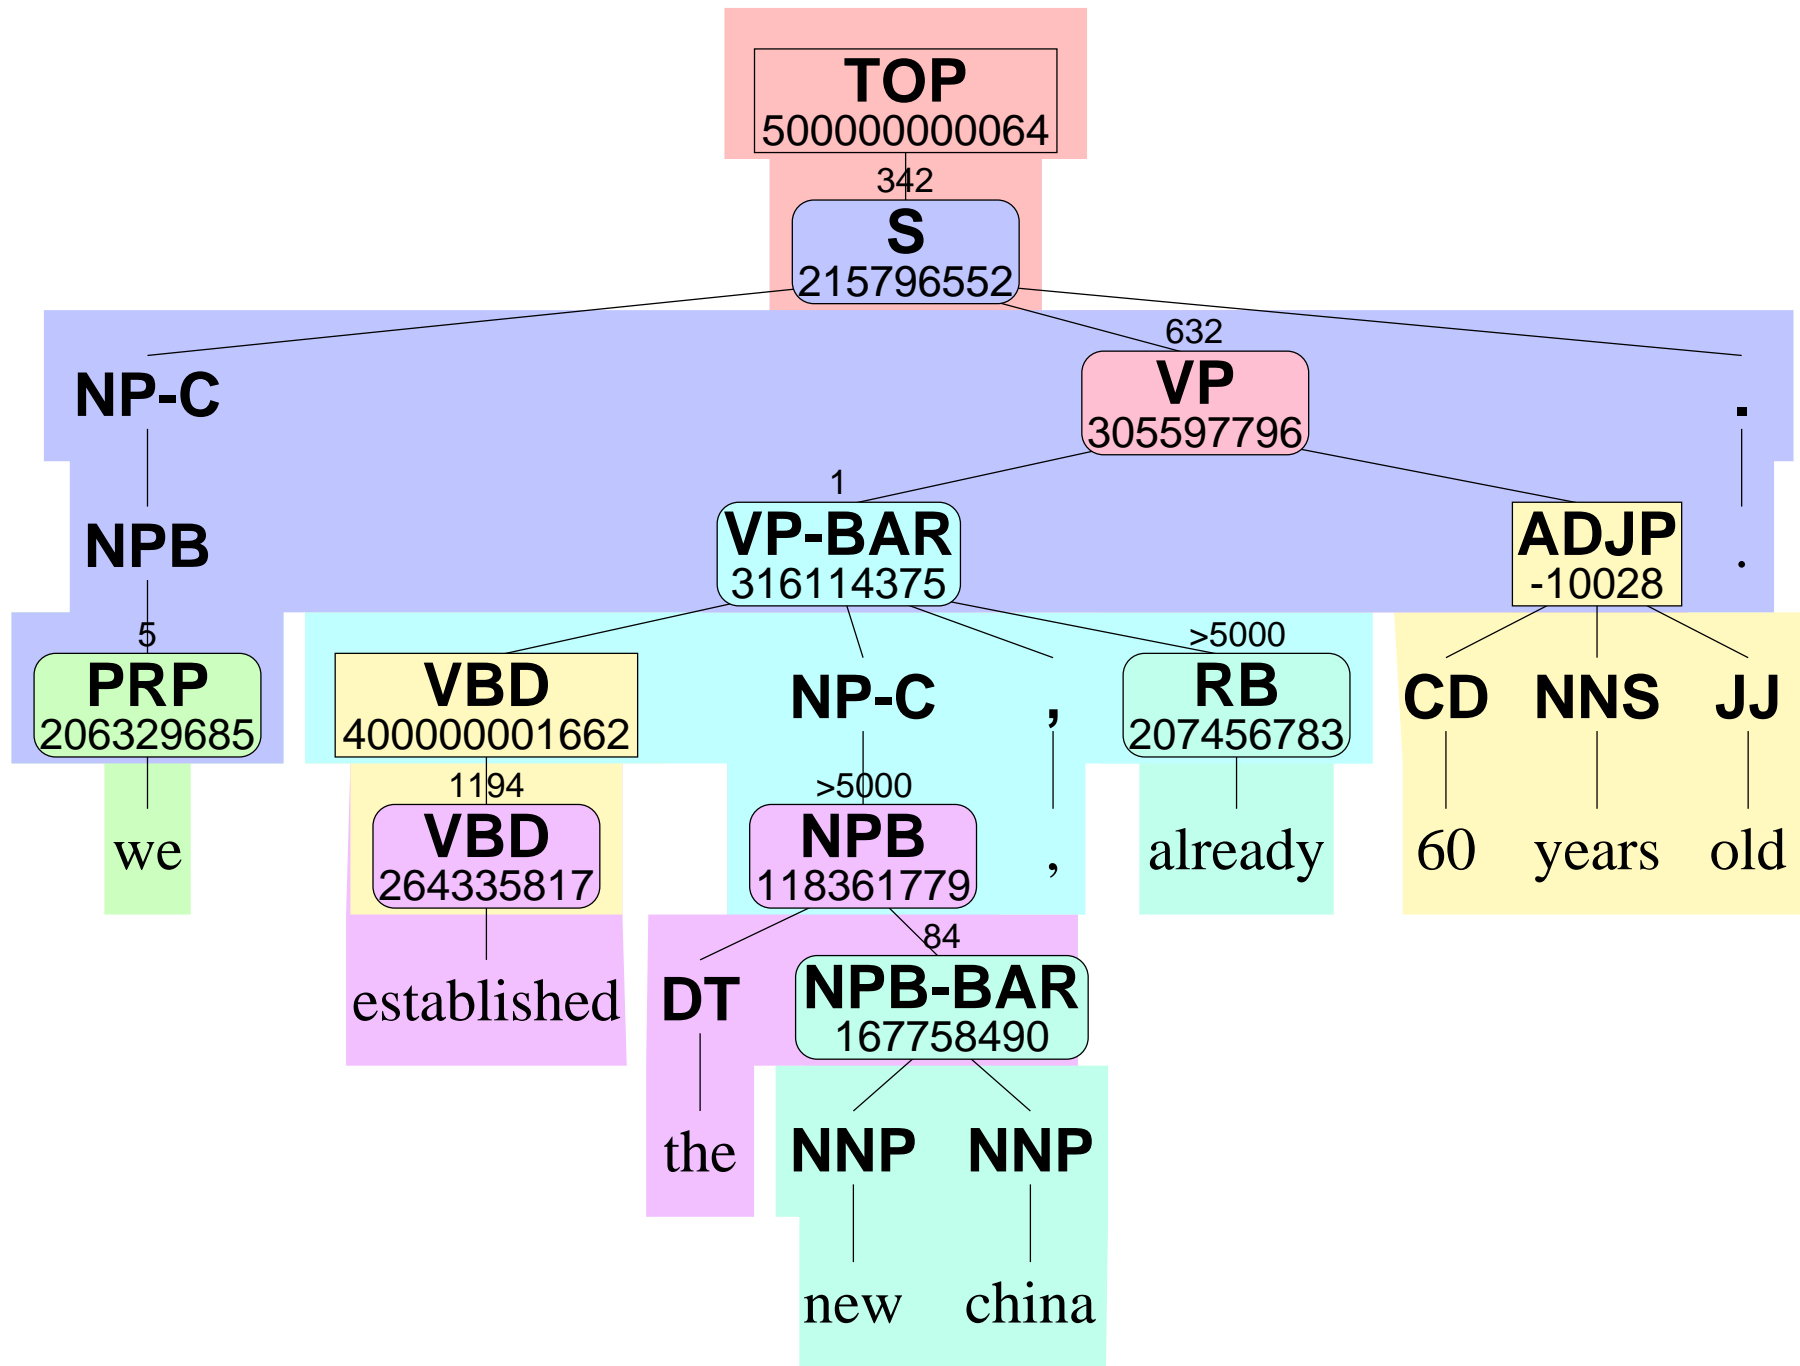 TOP
500000000064
342
S
215796552
632
NP-C VP .
305597796
1
NPB VP-BAR ADJP .
316114375 -10028
5 >5000
PRP VBD NP-C , RB CD NNS JJ
206329685 400000001662 207456783
1194 >5000
we VBD NPB , already 60 years old
264335817 118361779
84
established DT NPB-BAR
167758490
the NNP NNP
new china